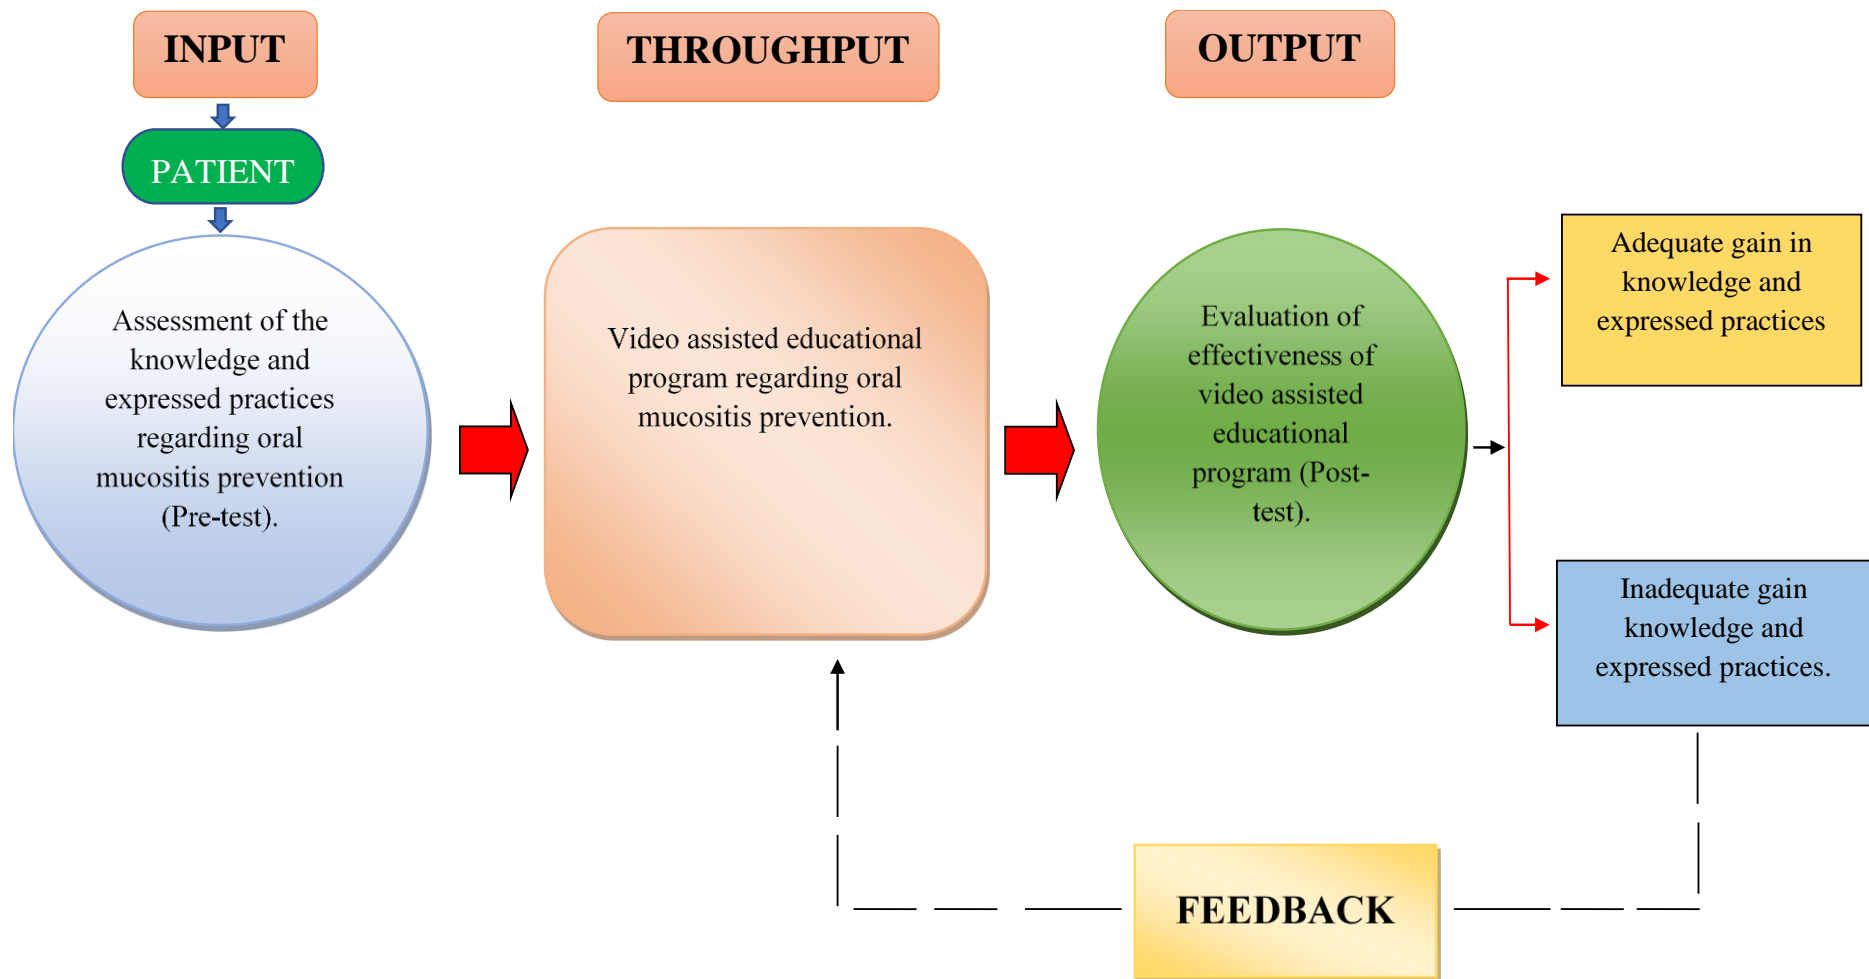 INPUT
THROUGHPUT
OUTPUT
PATIENT
Assessment of the
knowledge and
expressed practices
regarding oral
mucositis prevention
(Pre-test).
Video assisted educational
program regarding oral
mucositis prevention.
Evaluation of
effectiveness of
video assisted
educational
program (Post-
test).
Adequate gain in
knowledge and
expressed practices
Inadequate gain
knowledge and
expressed practices.
FEEDBACK